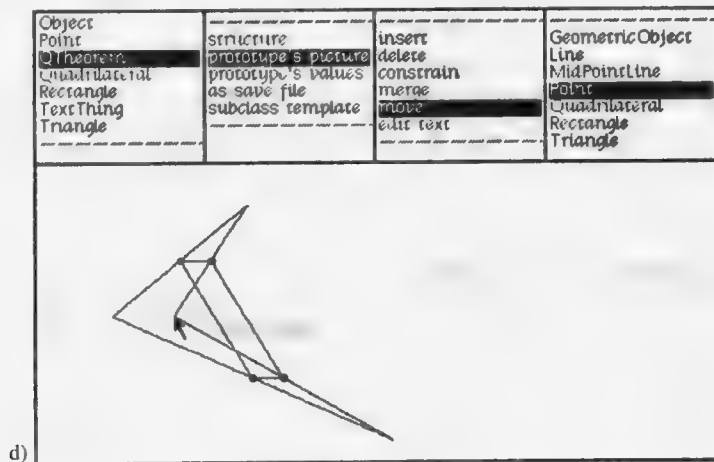 Object
Point
QTheorem
Quadrilateral
Rectangle
TextThing
Triangle
structure
prototype's picture
prototype's values
as save file
subclass template
insert
delete
constrain
merge
move
edit text
GeometricObject
Line
MidPointLine
Point
Quadrilateral
Rectangle
Triangle
d)